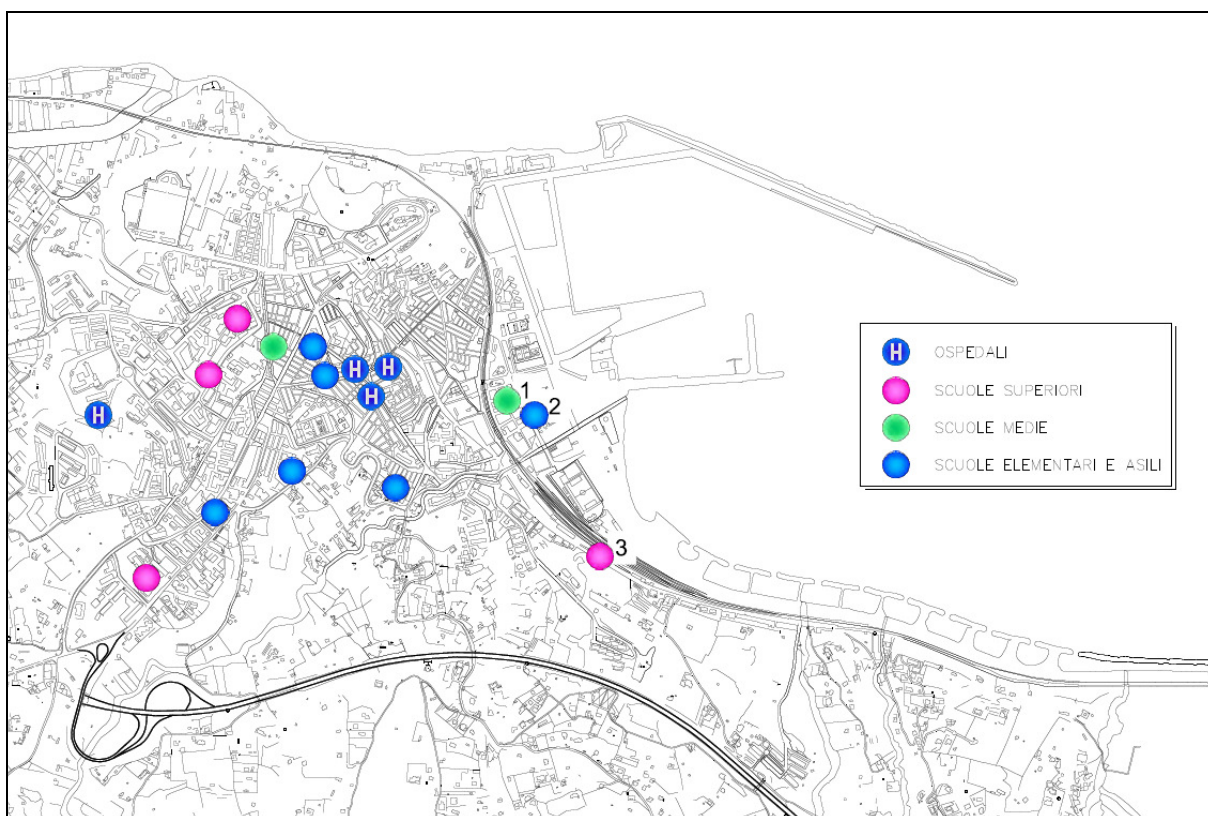 H
H
H
H
1
2
3
H OSPEDALI
SCUOLE SUPERIORI
SCUOLE MEDIE
SCUOLE ELEMENTARI E ASILI